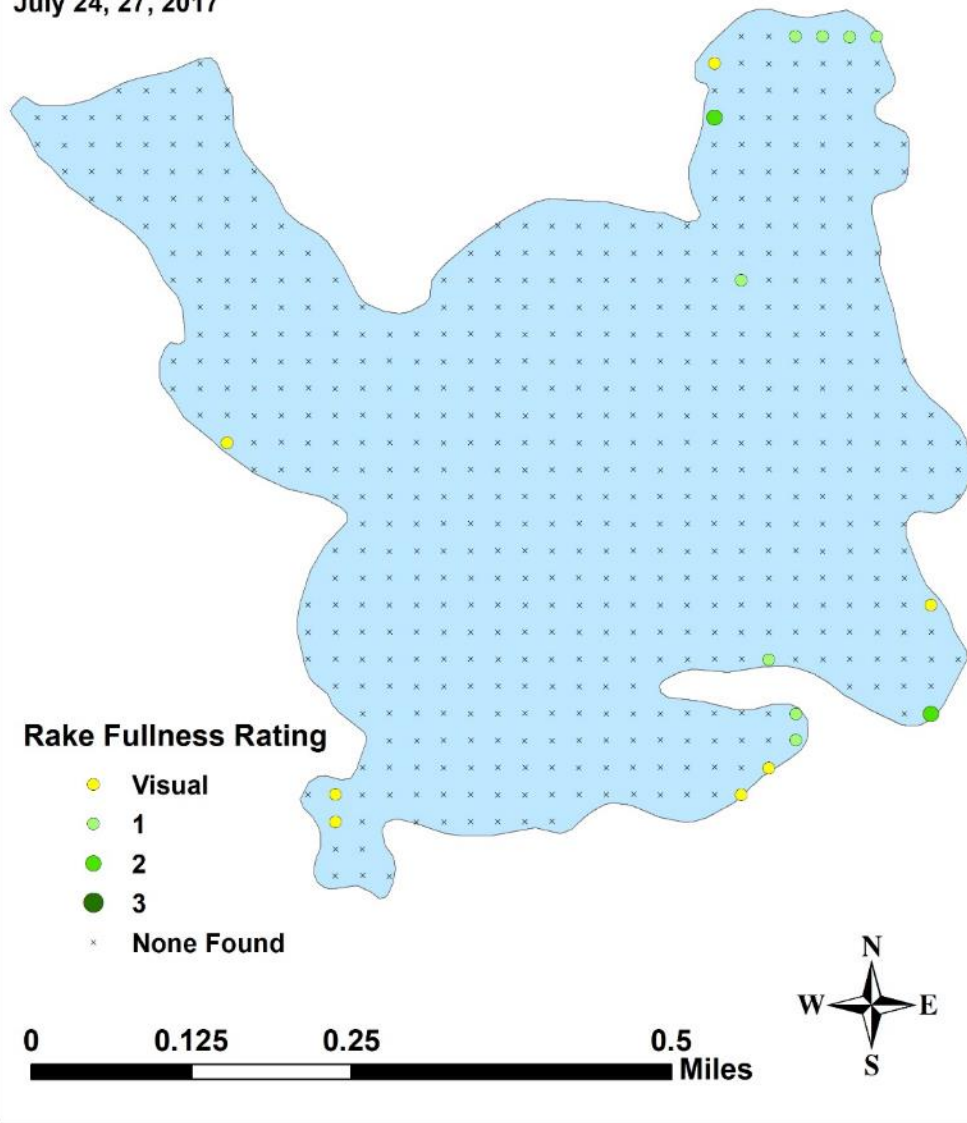 July 24, 27, 2017
Rake Fullness Rating
Visual
1
2
3
None Found
N
W E
S
0 0.125 0.25 0.5
Miles